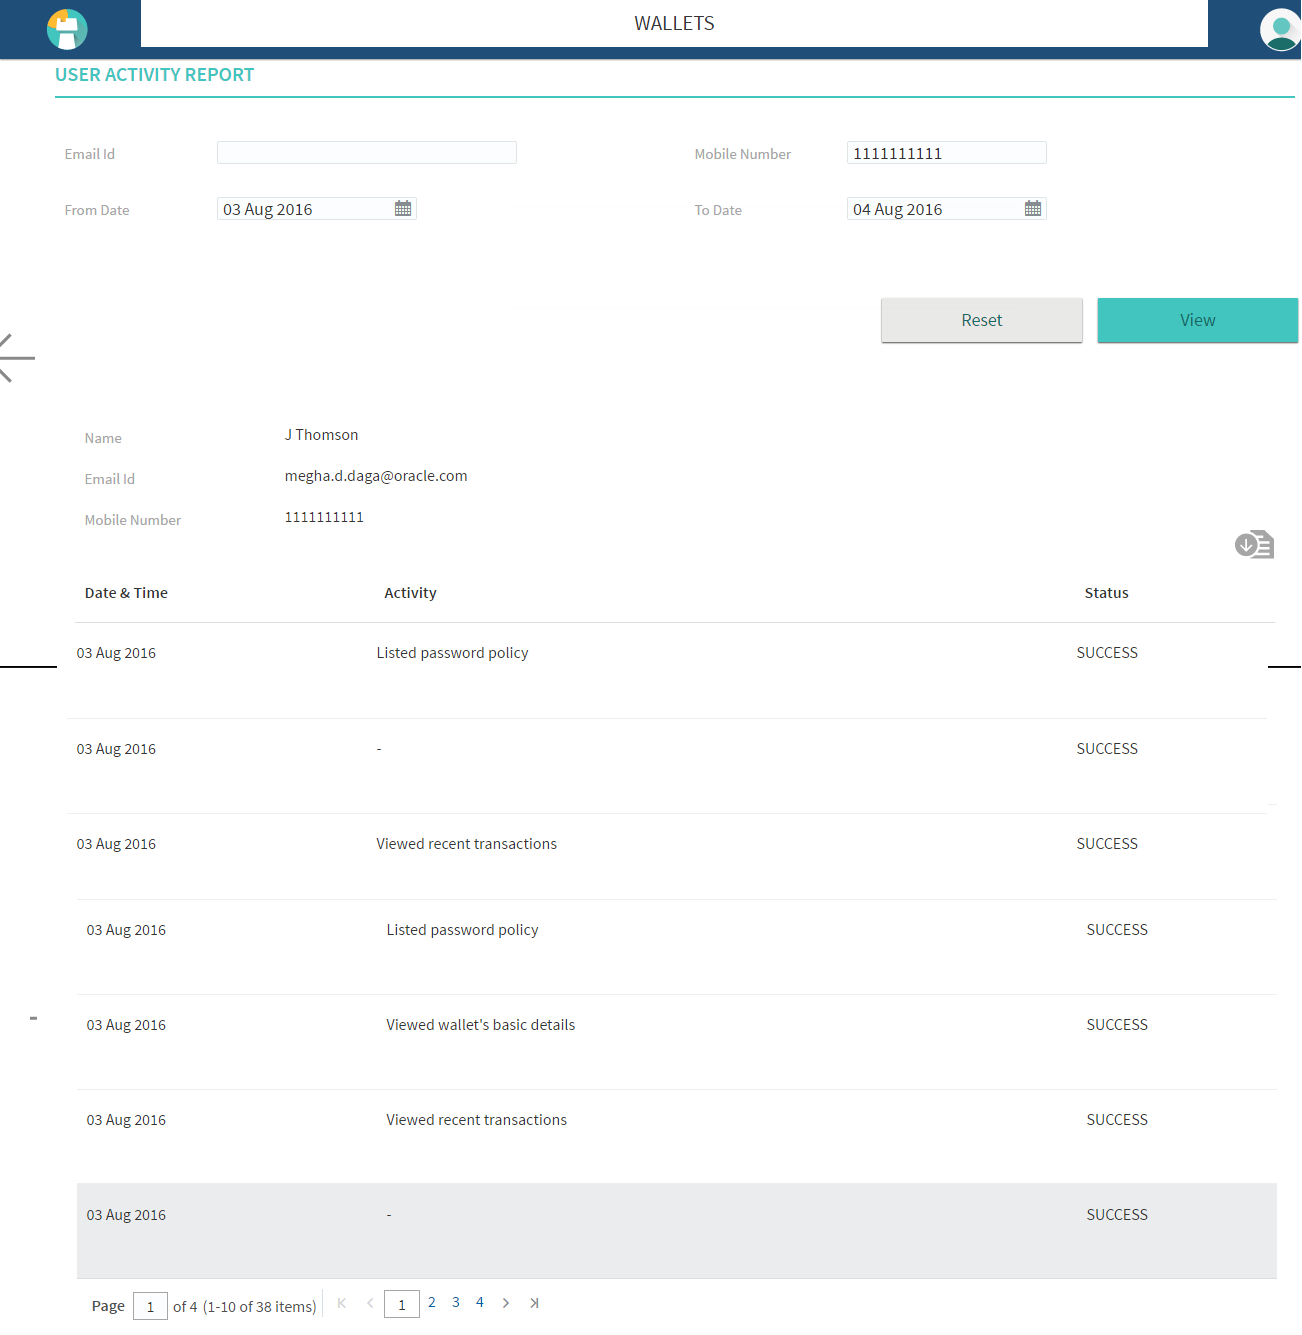 WALLETS
USER ACTIVITY REPORT
Email Id
Mobile Number 1111111111
From Date 03 Aug 2016 To Date 04 Aug 2016
Reset View
Name J Thomson
Email Id megha.d.daga@oracle.com
Mobile Number 1111111111
Date & Time Activity Status
03 Aug 2016 Listed password policy SUCCESS
03 Aug 2016 - SUCCESS
03 Aug 2016 Viewed recent transactions SUCCESS
03 Aug 2016 Listed password policy SUCCESS
03 Aug 2016 Viewed wallet's basic details SUCCESS
03 Aug 2016 Viewed recent transactions SUCCESS
03 Aug 2016 - SUCCESS
Page 1 of 4 (1-10 of 38 items) 1 2 3 4